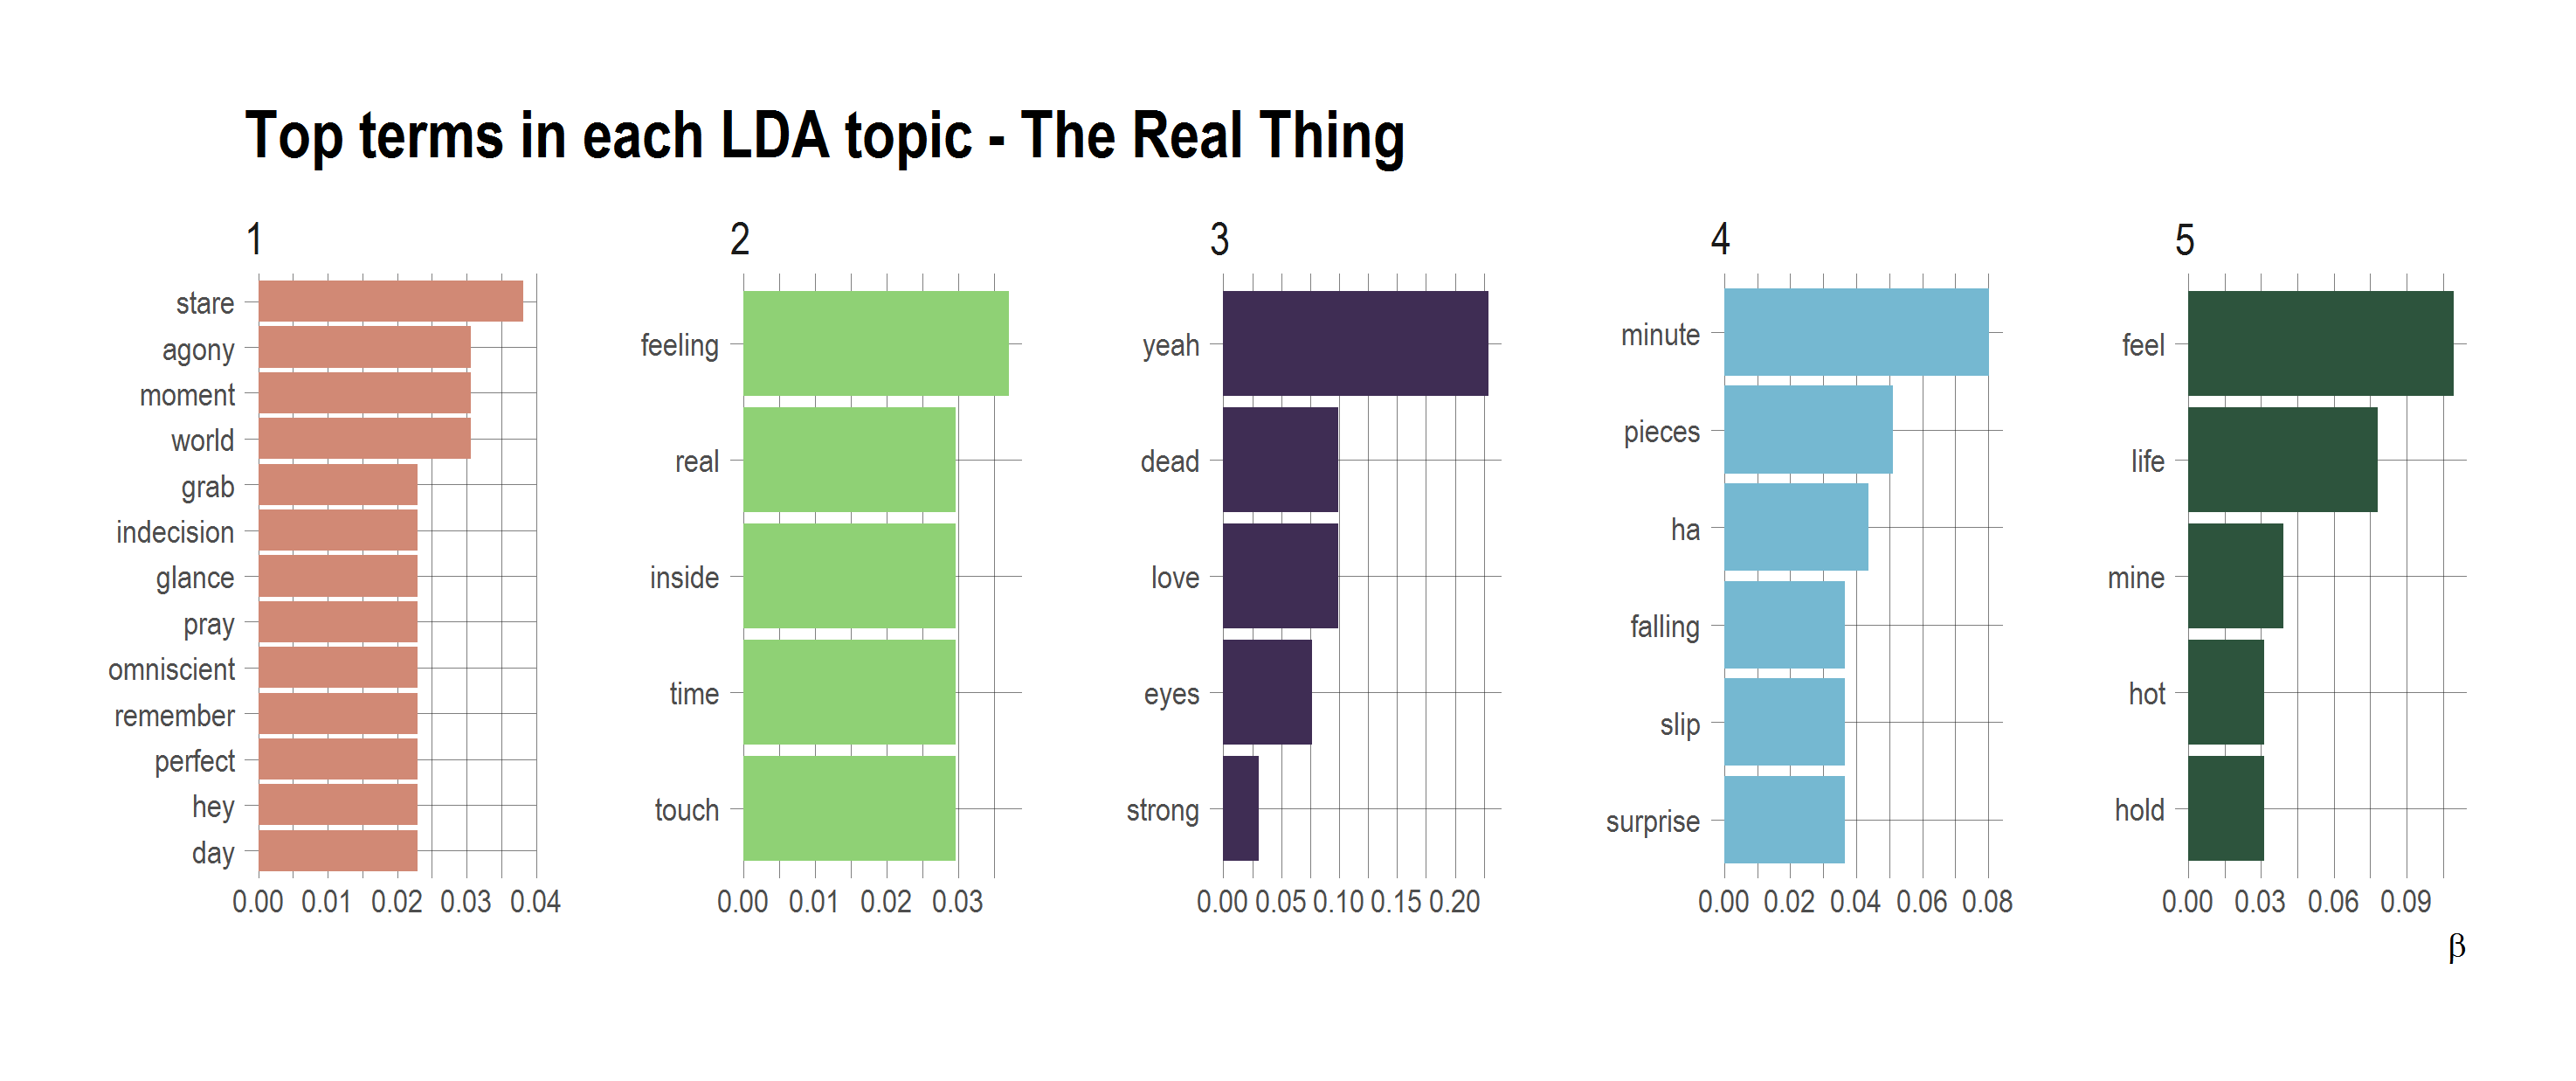 Top terms in each LDA topic - The Real Thing
1
stare
agony
moment
world
grab
indecision
glance
pray
omniscient
remember
perfect
hey
day
0.00 0.01 0.02 0.03 0.04
2
feeling
real
inside
time
touch
0.00 0.01 0.02 0.03
3
yeah
dead
love
eyes
strong
0.00 0.05 0.10 0.15 0.20
4
minute
pieces
ha
falling
slip
surprise
0.00 0.02 0.04 0.06 0.08
5
feel
life
mine
hot
hold
0.00 0.03 0.06 0.09
β